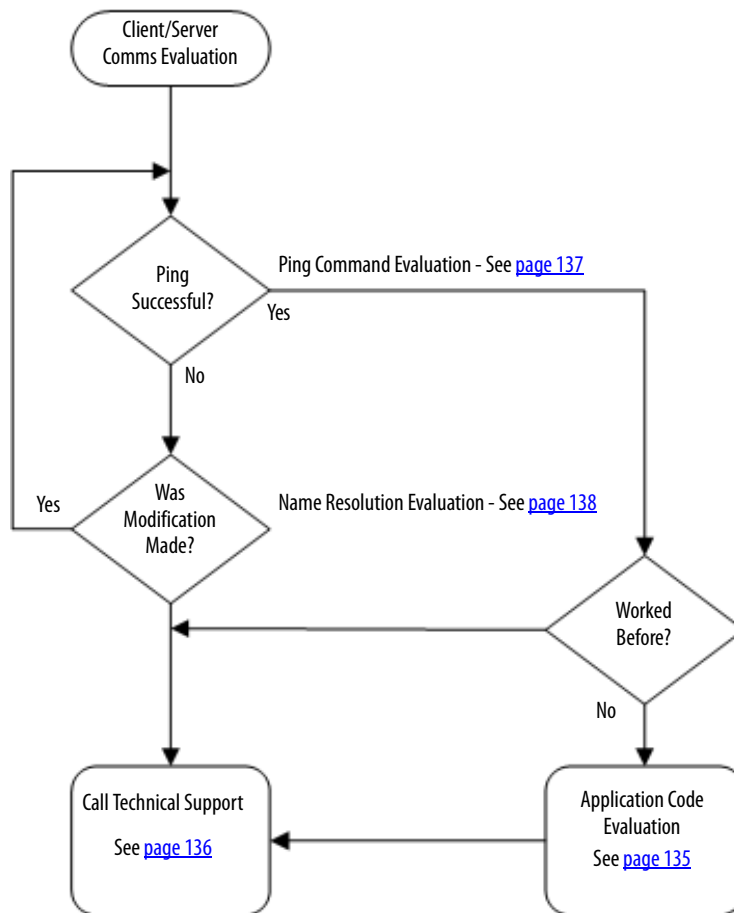 Client/Server
Comms Evaluation
Ping
Successful?
Ping Command Evaluation - See page 137
Yes
No
Was
Modification
Made?
Yes
Name Resolution Evaluation - See page 138
Worked
Before?
No
Call Technical Support
See page 136
Application Code
Evaluation
See page 135